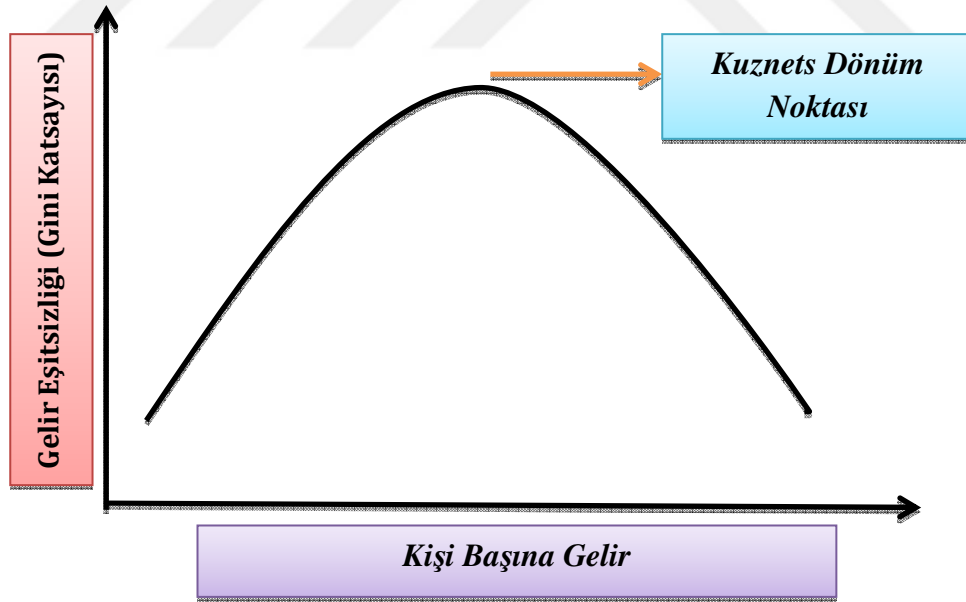 Kuznets Dönüm
Noktası
Gelir Eşitsizliği (Gini Katsayısı)
Kişi Başına Gelir